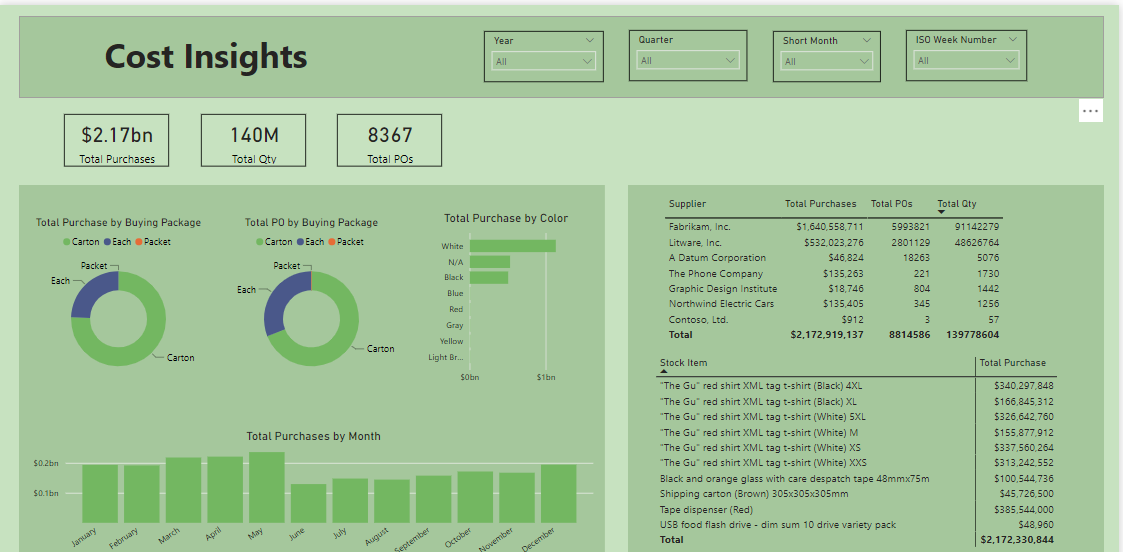 Cost Insights
Year
All
Quarter
All
Short Month
All
ISO Week Number
All
$2.17bn
Total Purchases
140M
Total Qty
8367
Total POs
Total Purchase by Buying Package
Carton Each Packet
Packet
Each
Carton
Total PO by Buying Package
Carton Each Packet
Packet
Each
Carton
Total Purchase by Color
White
N/A
Black
Blue
Red
Gray
Yellow
Light Br...
$0bn $1bn
Total Purchases by Month
$0.2bn
$0.1bn
January February March April May June July August September October November December
Supplier Total Purchases Total POs Total Qty
Fabrikam, Inc. $1,640,558,711 5993821 91142279
Litware, Inc. $532,023,276 2801129 48626764
A Datum Corporation $46,824 18263 5076
The Phone Company $135,263 221 1730
Graphic Design Institute $18,746 804 1442
Northwind Electric Cars $135,405 345 1256
Contoso, Ltd. $912 3 57
Total $2,172,919,137 8814586 139778604
Stock Item Total Purchase
"The Gu" red shirt XML tag t-shirt (Black) 4XL $340,297,848
"The Gu" red shirt XML tag t-shirt (Black) XL $166,845,312
"The Gu" red shirt XML tag t-shirt (White) 5XL $326,642,760
"The Gu" red shirt XML tag t-shirt (White) M $155,877,912
"The Gu" red shirt XML tag t-shirt (White) XS $337,560,264
"The Gu" red shirt XML tag t-shirt (White) XXS $313,242,552
Black and orange glass with care despatch tape 48mmx75m $100,544,736
Shipping carton (Brown) 305x305x305mm $45,726,500
Tape dispenser (Red) $385,544,000
USB food flash drive - dim sum 10 drive variety pack $48,960
Total $2,172,330,844